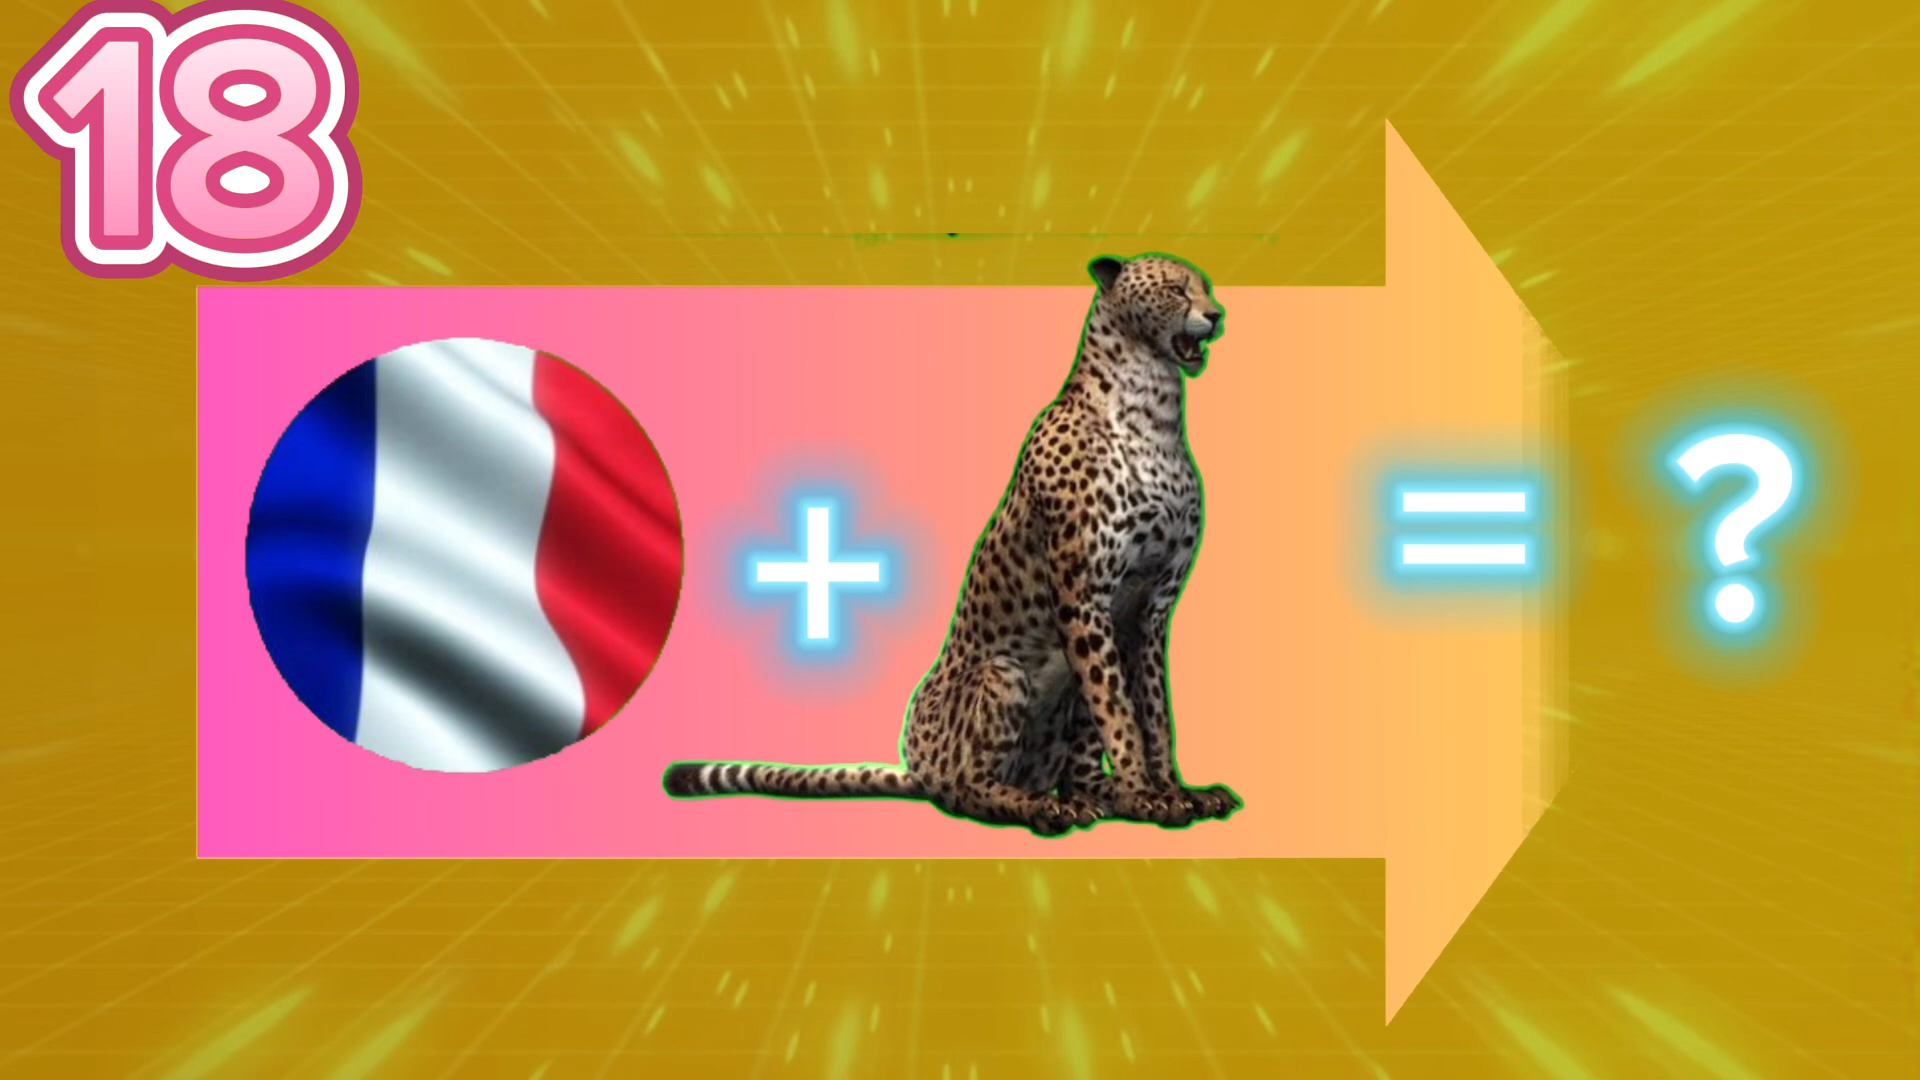 18
+ = ?